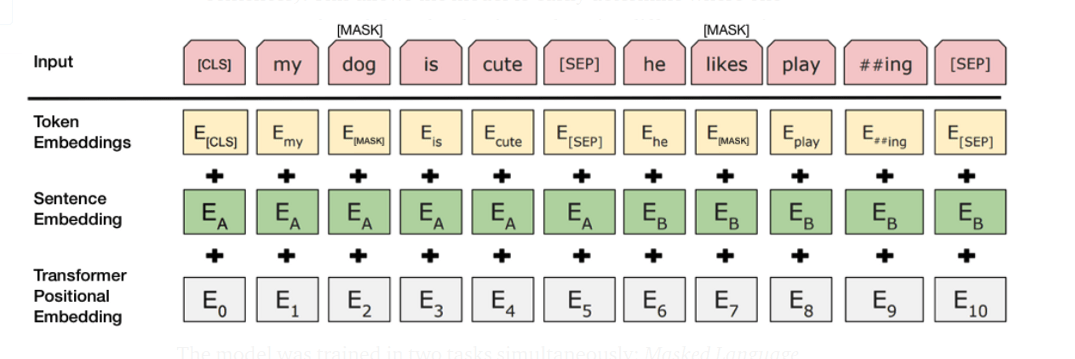 [MASK] [MASK]
Input [CLS] my dog is cute [SEP] he likes play ##ing [SEP]
Token
Embeddings
E[CLS] Emy E[MASK] Eis Ecute E[SEP] Ehe E[MASK] Eplay E##ing E[SEP]
+ + + + + + + + + + +
Sentence
Embedding
EA EA EA EA EA EA EB EB EB EB EB
+ + + + + + + + + + +
Transformer
Positional
Embedding
E0 E1 E2 E3 E4 E5 E6 E7 E8 E9 E10
The model was trained in two tasks simultaneously: Masked Language